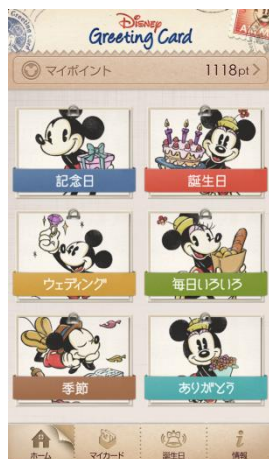 Disney
Greeting Card
マイポイント 1118pt
記念日
誕生日
ウェディング
毎日いろいろ
季節
ありがとう
ホーム
マイカード
誕生日
情報